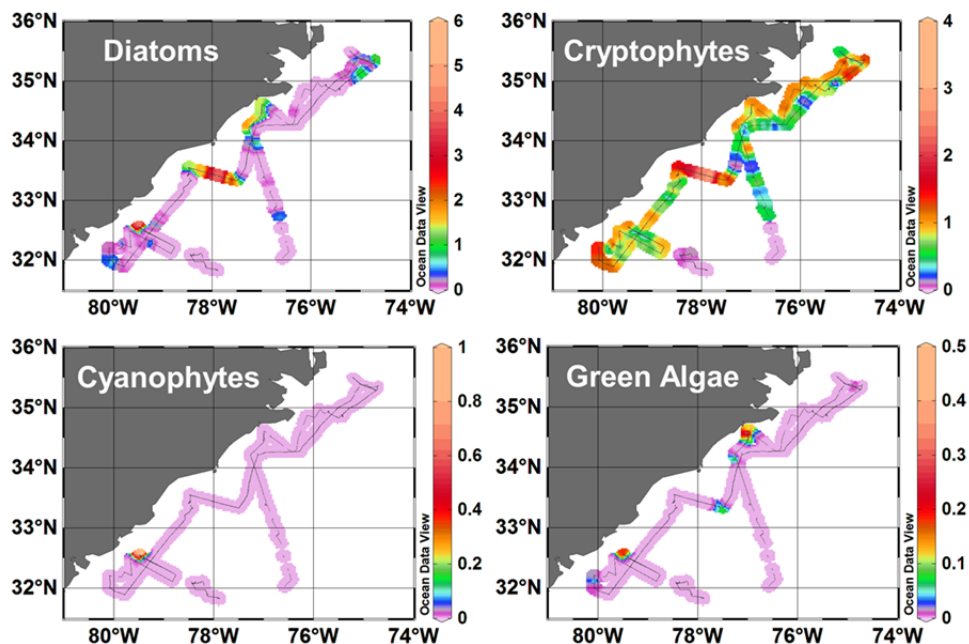 Diatoms
36°N
35°N
34°N
33°N
32°N
80°W 78°W 76°W 74°W
6
5
4
3
2
1
0
Ocean Data View
Cryptophytes
36°N
35°N
34°N
33°N
32°N
80°W 78°W 76°W 74°W
4
3
2
1
0
Ocean Data View
Cyanophytes
36°N
35°N
34°N
33°N
32°N
80°W 78°W 76°W 74°W
1
0.8
0.6
0.4
0.2
0
Ocean Data View
Green Algae
36°N
35°N
34°N
33°N
32°N
80°W 78°W 76°W 74°W
0.5
0.4
0.3
0.2
0.1
0
Ocean Data View